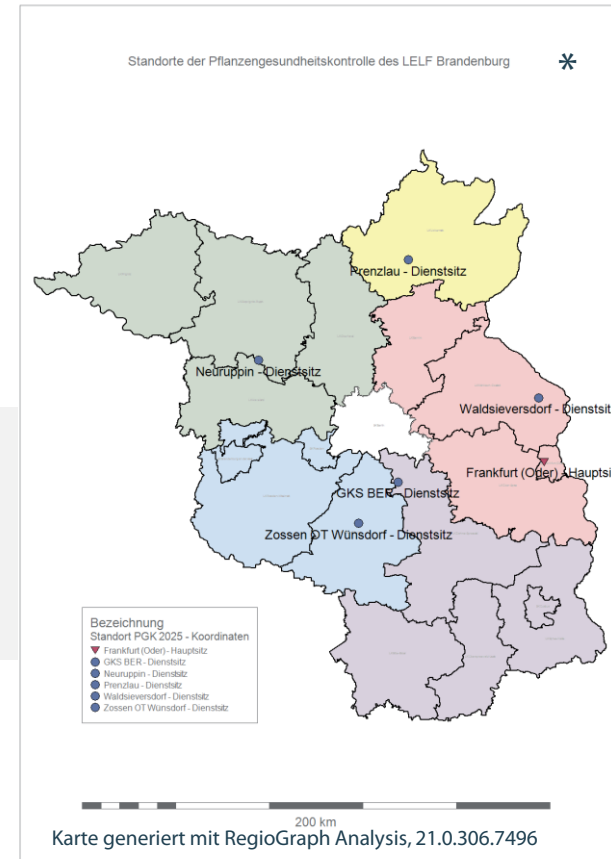 Standorte der Pflanzengesundheitskontrolle des LELF Brandenburg
*
Prenzlau - Dienstsitz
Neuruppin - Dienstsitz
Waldsieversdorf - Dienstsit
Frankfurt (Oder) - Hauptsi
GKS BER - Dienstsitz
Zossen OT Wünsdorf - Dienstsitz
Bezeichnung
Standort PGK 2025 - Koordinaten
Frankfurt (Oder) - Hauptsitz
GKS BER - Dienstsitz
Neuruppin - Dienstsitz
Prenzlau - Dienstsitz
Waldsieversdorf - Dienstsitz
Zossen OT Wünsdorf - Dienstsitz
200 km
Karte generiert mit RegioGraph Analysis, 21.0.306.7496